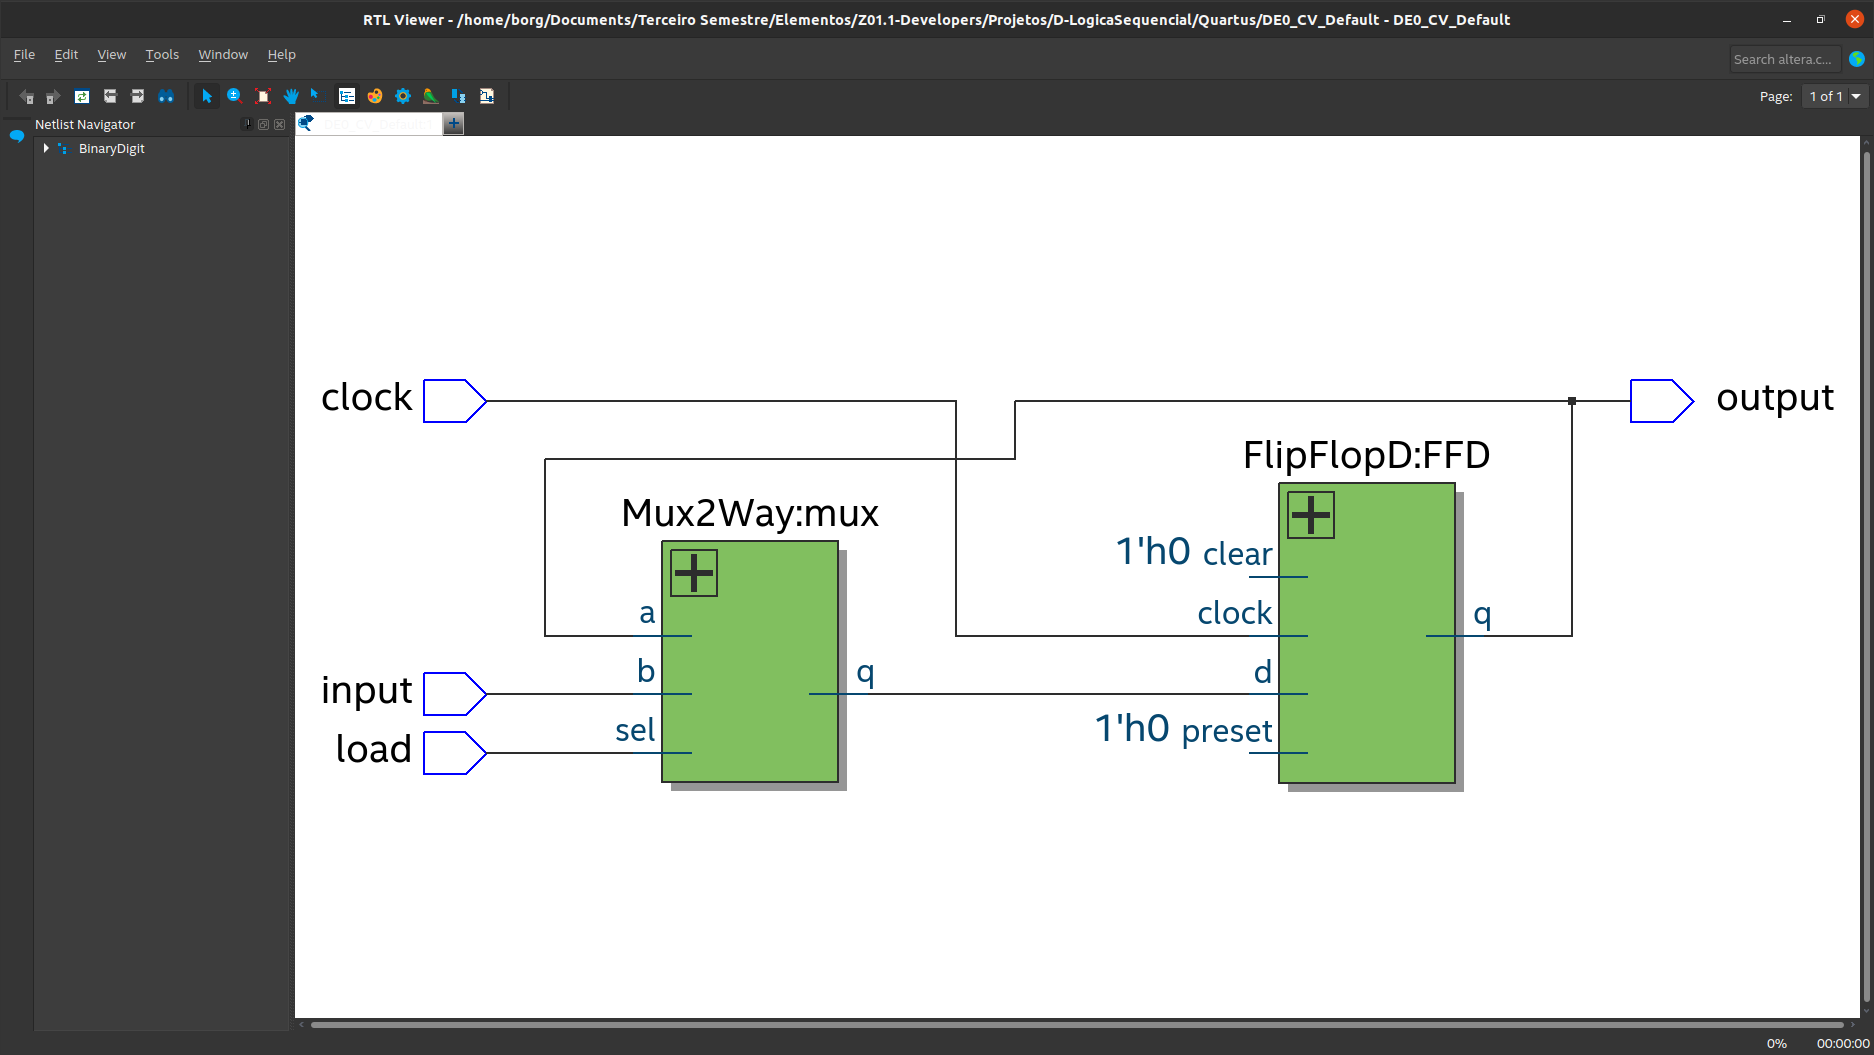 RTL Viewer - /home/borg/Documents/Terceiro Semestre/Elementos/Z01.1-Developers/Projetos/D-LogicaSequencial/Quartus/DE0_CV_Default - DE0_CV_Default
File Edit View Tools Window Help
Search altera.c...
Page: 1 of 1
Netlist Navigator
DE0_CV_Default:1
BinaryDigit
clock
output
FlipFlopD:FFD
Mux2Way:mux
1'h0 clear
a
clock
q
b
q
d
input
sel
1'h0 preset
load
0% 00:00:00